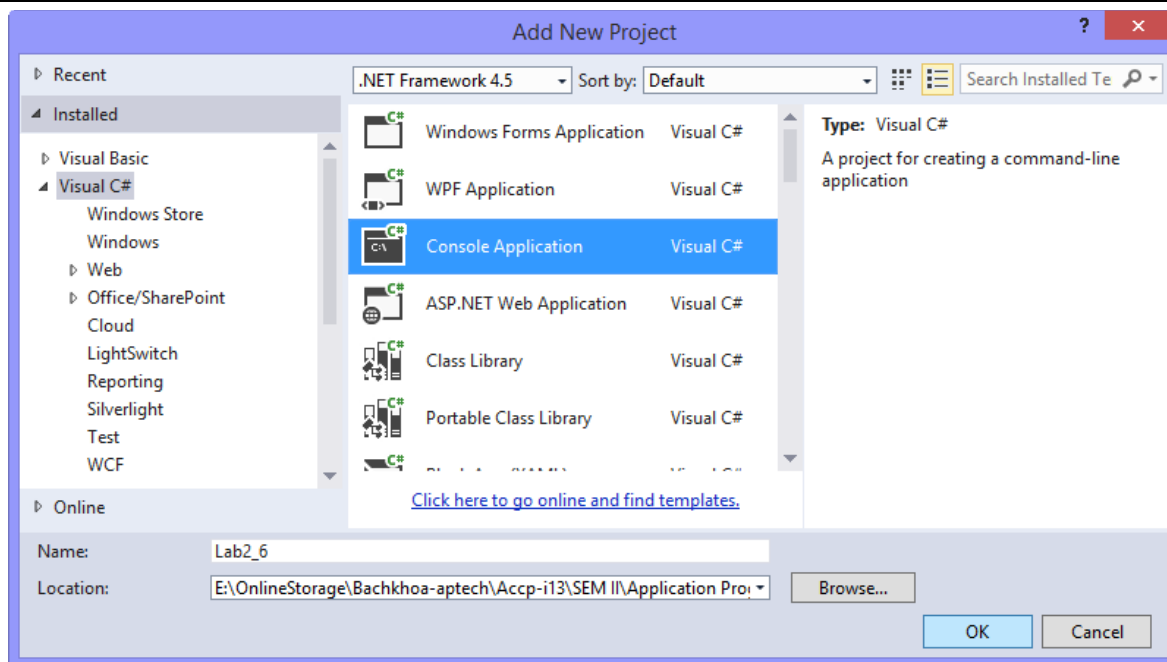 Add New Project
?
Recent
.NET Framework 4.5
Sort by:
Default
Search Installed Te
Installed
Visual Basic
Visual C#
Windows Store
Windows
Web
Office/SharePoint
Cloud
LightSwitch
Reporting
Silverlight
Test
WCF
Online
C# Windows Forms Application Visual C#
C# WPF Application Visual C#
C# C:\ Console Application Visual C#
C# ASP.NET Web Application Visual C#
C# Class Library Visual C#
C# Portable Class Library Visual C#
C#
Click here to go online and find templates.
Type: Visual C#
A project for creating a command-line
application
Name: Lab2_6
Location: E:\OnlineStorage\Bachkhoa-aptech\Accp-i13\SEM II\Application Pro
Browse...
OK
Cancel